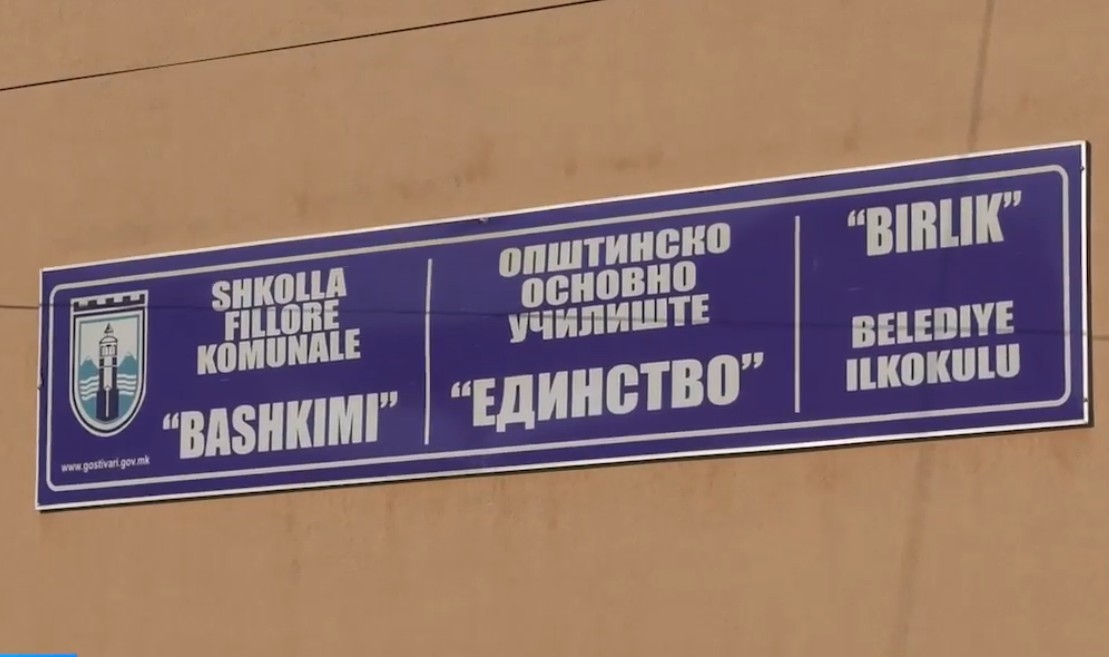 SHKOLLA
FILLORE
KOMUNALE
“BASHKIMI”
www.gostivari.gov.mk
ОПШТИНСКО
ОСНОВНО
УЧИЛИШТЕ
“ЕДИНСТВО”
“BIRLIK”
BELEDIYE
ILKOKULU